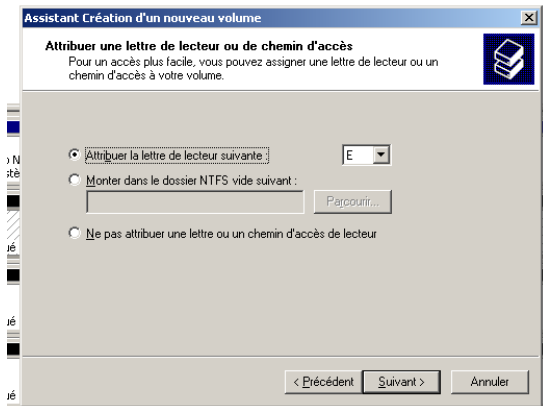 Assistant Création d'un nouveau volume
Attribuer une lettre de lecteur ou de chemin d'accès
Pour un accès plus facile, vous pouvez assigner une lettre de lecteur ou un
chemin d'accès à votre volume.
Attribuer la lettre de lecteur suivante :
E
Monter dans le dossier NTFS vide suivant :
Parcourir...
Ne pas attribuer une lettre ou un chemin d'accès de lecteur
< Précédent
Suivant >
Annuler